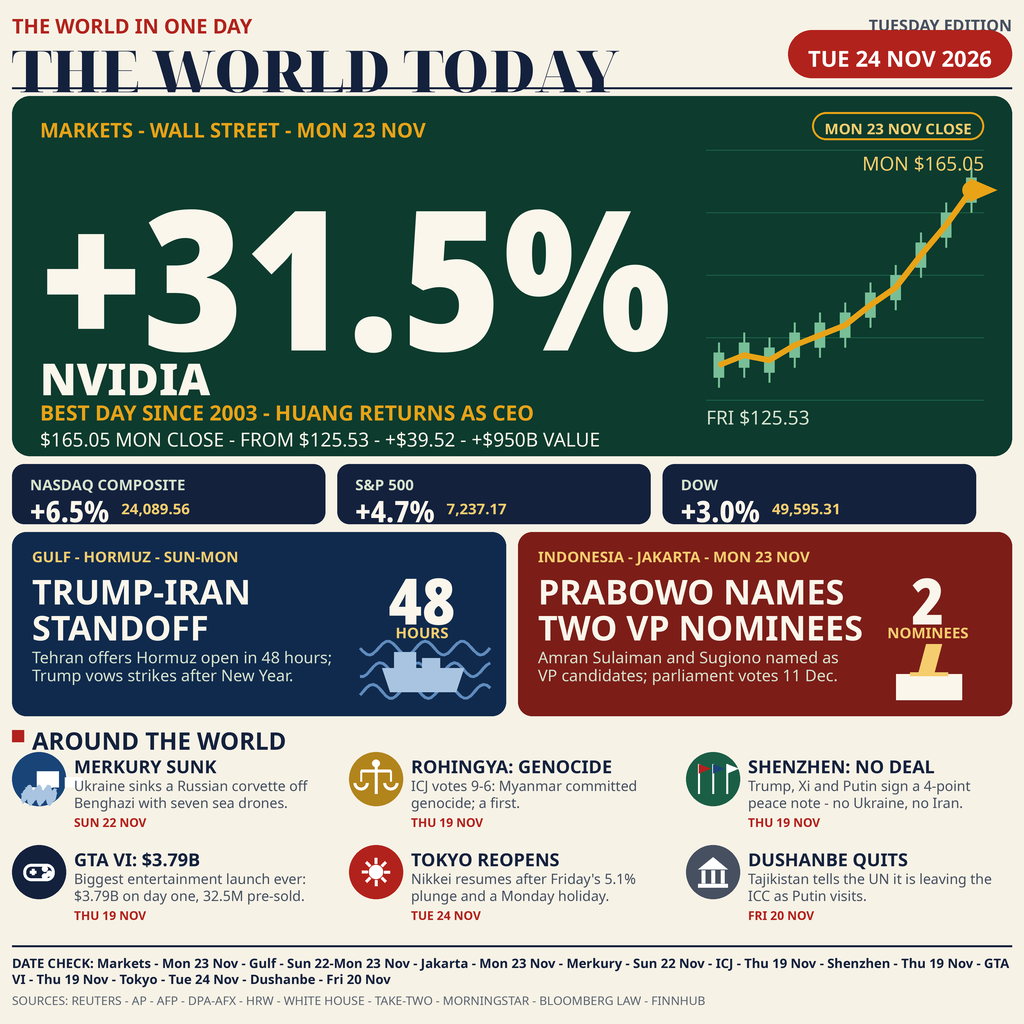 THE WORLD IN ONE DAY
TUESDAY EDITION
THE WORLD TODAY
TUE 24 NOV 2026
MARKETS - WALL STREET - MON 23 NOV
MON 23 NOV CLOSE
MON $165.05
+31.5%
NVIDIA
BEST DAY SINCE 2003 - HUANG RETURNS AS CEO
$165.05 MON CLOSE - FROM $125.53 - +$39.52 - +$950B VALUE
FRI $125.53
NASDAQ COMPOSITE
+6.5% 24,089.56
S&P 500
+4.7% 7,237.17
DOW
+3.0% 49,595.31
GULF - HORMUZ - SUN-MON
TRUMP-IRAN
STANDOFF
48
HOURS
Tehran offers Hormuz open in 48 hours;
Trump vows strikes after New Year.
INDONESIA - JAKARTA - MON 23 NOV
PRABOWO NAMES
TWO VP NOMINEES
2
NOMINEES
Amran Sulaiman and Sugiono named as
VP candidates; parliament votes 11 Dec.
AROUND THE WORLD
MERKURY SUNK
Ukraine sinks a Russian corvette off
Benghazi with seven sea drones.
SUN 22 NOV
ROHINGYA: GENOCIDE
ICJ votes 9-6: Myanmar committed
genocide; a first.
THU 19 NOV
SHENZHEN: NO DEAL
Trump, Xi and Putin sign a 4-point
peace note - no Ukraine, no Iran.
THU 19 NOV
GTA VI: $3.79B
Biggest entertainment launch ever:
$3.79B on day one, 32.5M pre-sold.
THU 19 NOV
TOKYO REOPENS
Nikkei resumes after Friday's 5.1%
plunge and a Monday holiday.
TUE 24 NOV
DUSHANBE QUITS
Tajikistan tells the UN it is leaving the
ICC as Putin visits.
FRI 20 NOV
DATE CHECK: Markets - Mon 23 Nov - Gulf - Sun 22-Mon 23 Nov - Jakarta - Mon 23 Nov - Merkury - Sun 22 Nov - ICJ - Thu 19 Nov - Shenzhen - Thu 19 Nov - GTA
VI - Thu 19 Nov - Tokyo - Tue 24 Nov - Dushanbe - Fri 20 Nov
SOURCES: REUTERS - AP - AFP - DPA-AFX - HRW - WHITE HOUSE - TAKE-TWO - MORNINGSTAR - BLOOMBERG LAW - FINNHUB